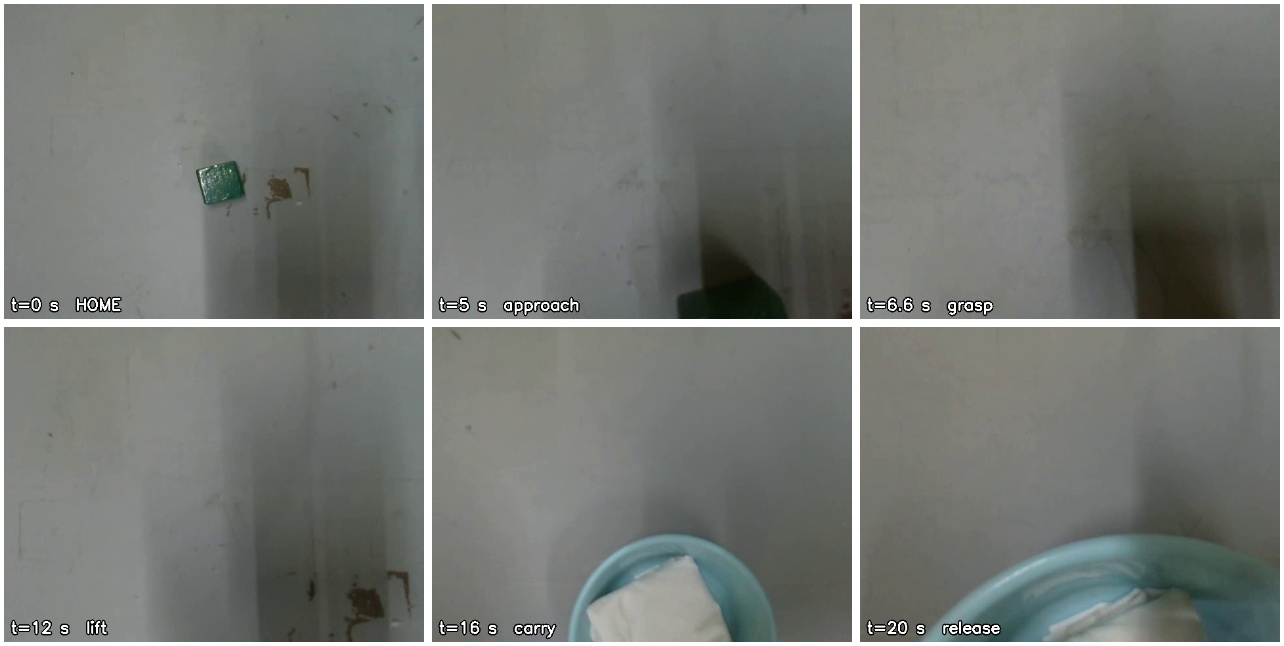 t=0 s HOME
t=5 s approach
t=6.6 s grasp
t=12 s lift
t=16 s carry
t=20 s release